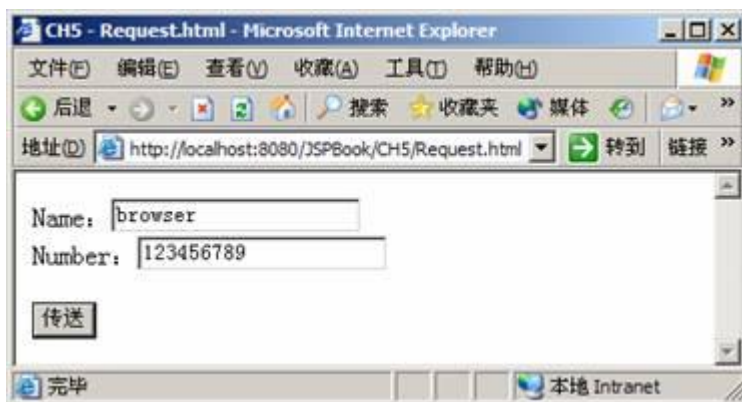 CH5 - Request.html - Microsoft Internet Explorer
文件(F) 编辑(E) 查看(V) 收藏(A) 工具(T) 帮助(H)
后退 搜索 收藏夹 媒体 »
地址(D) http://localhost:8080/JSPBook/CH5/Request.html 转到 链接 »
Name: browser
Number: 123456789
传送
完毕 本地 Intranet